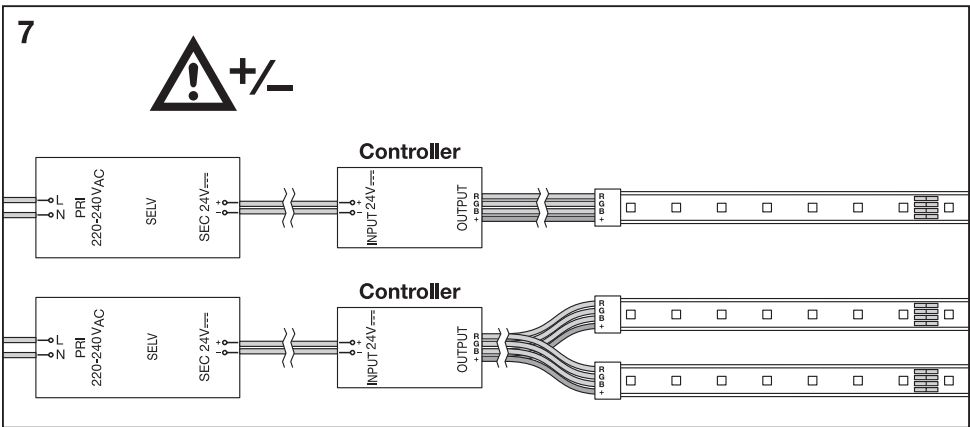 7
+/–
Controller
L
N
PRI
220-240VAC
SELV
SEC 24V
+
–
+
–
INPUT 24V
OUTPUT
R
G
B
+
R
G
B
+
Controller
L
N
PRI
220-240VAC
SELV
SEC 24V
+
–
+
–
INPUT 24V
OUTPUT
R
G
B
+
R
G
B
+
R
G
B
+